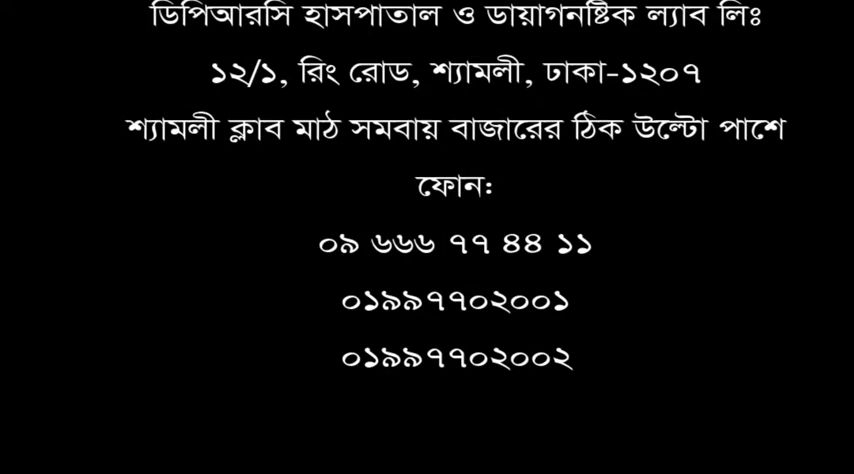 ডিপিআরসি হাসপাতাল ও ডায়াগনষ্টিক ল্যাব লিঃ
১২/১, রিং রোড, শ্যামলী, ঢাকা-১২০৭
শ্যামলী ক্লাব মাঠ সমবায় বাজারের ঠিক উল্টো পাশে
ফোন:
০৯ ৬৬৬ ৭৭ ৪৪ ১১
০১৯৯৭৭০২০০১
০১৯৯৭৭০২০০২